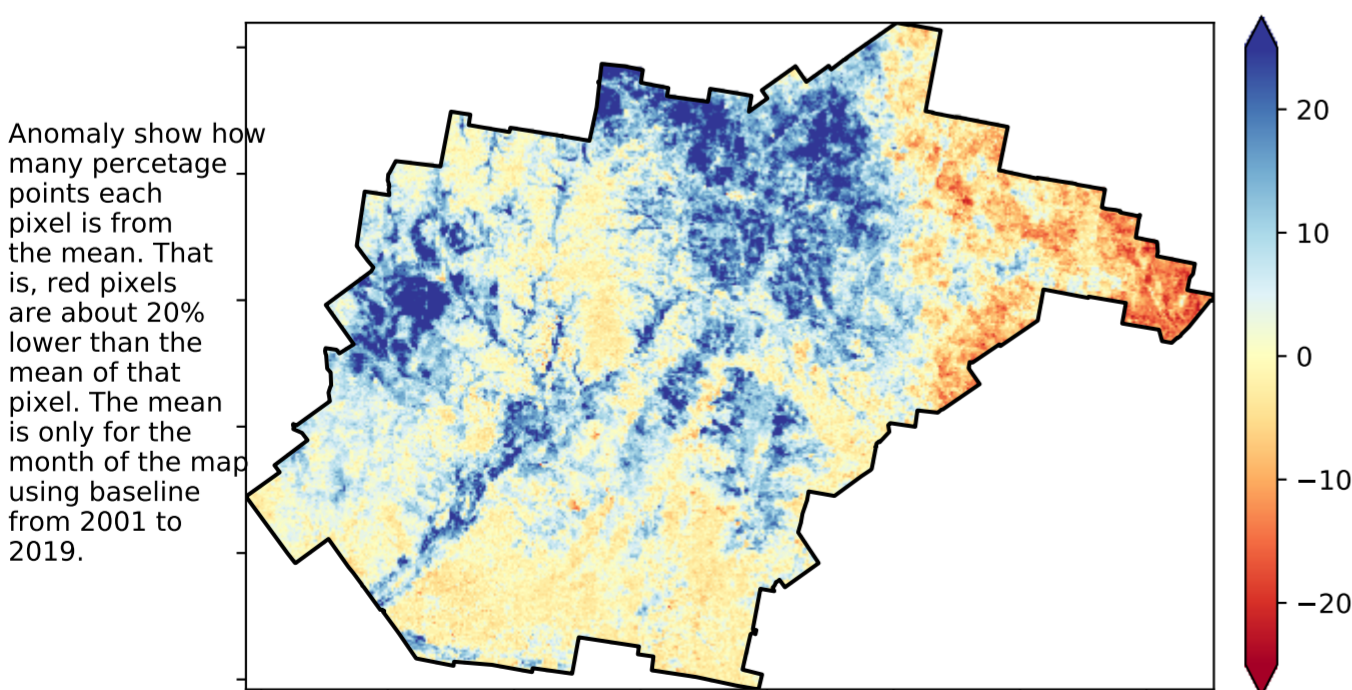 Anomaly show how
many percetage
points each
pixel is from
the mean. That
is, red pixels
are about 20%
lower than the
mean of that
pixel. The mean
is only for the
month of the map
using baseline
from 2001 to
2019.
20
10
0
−10
−20